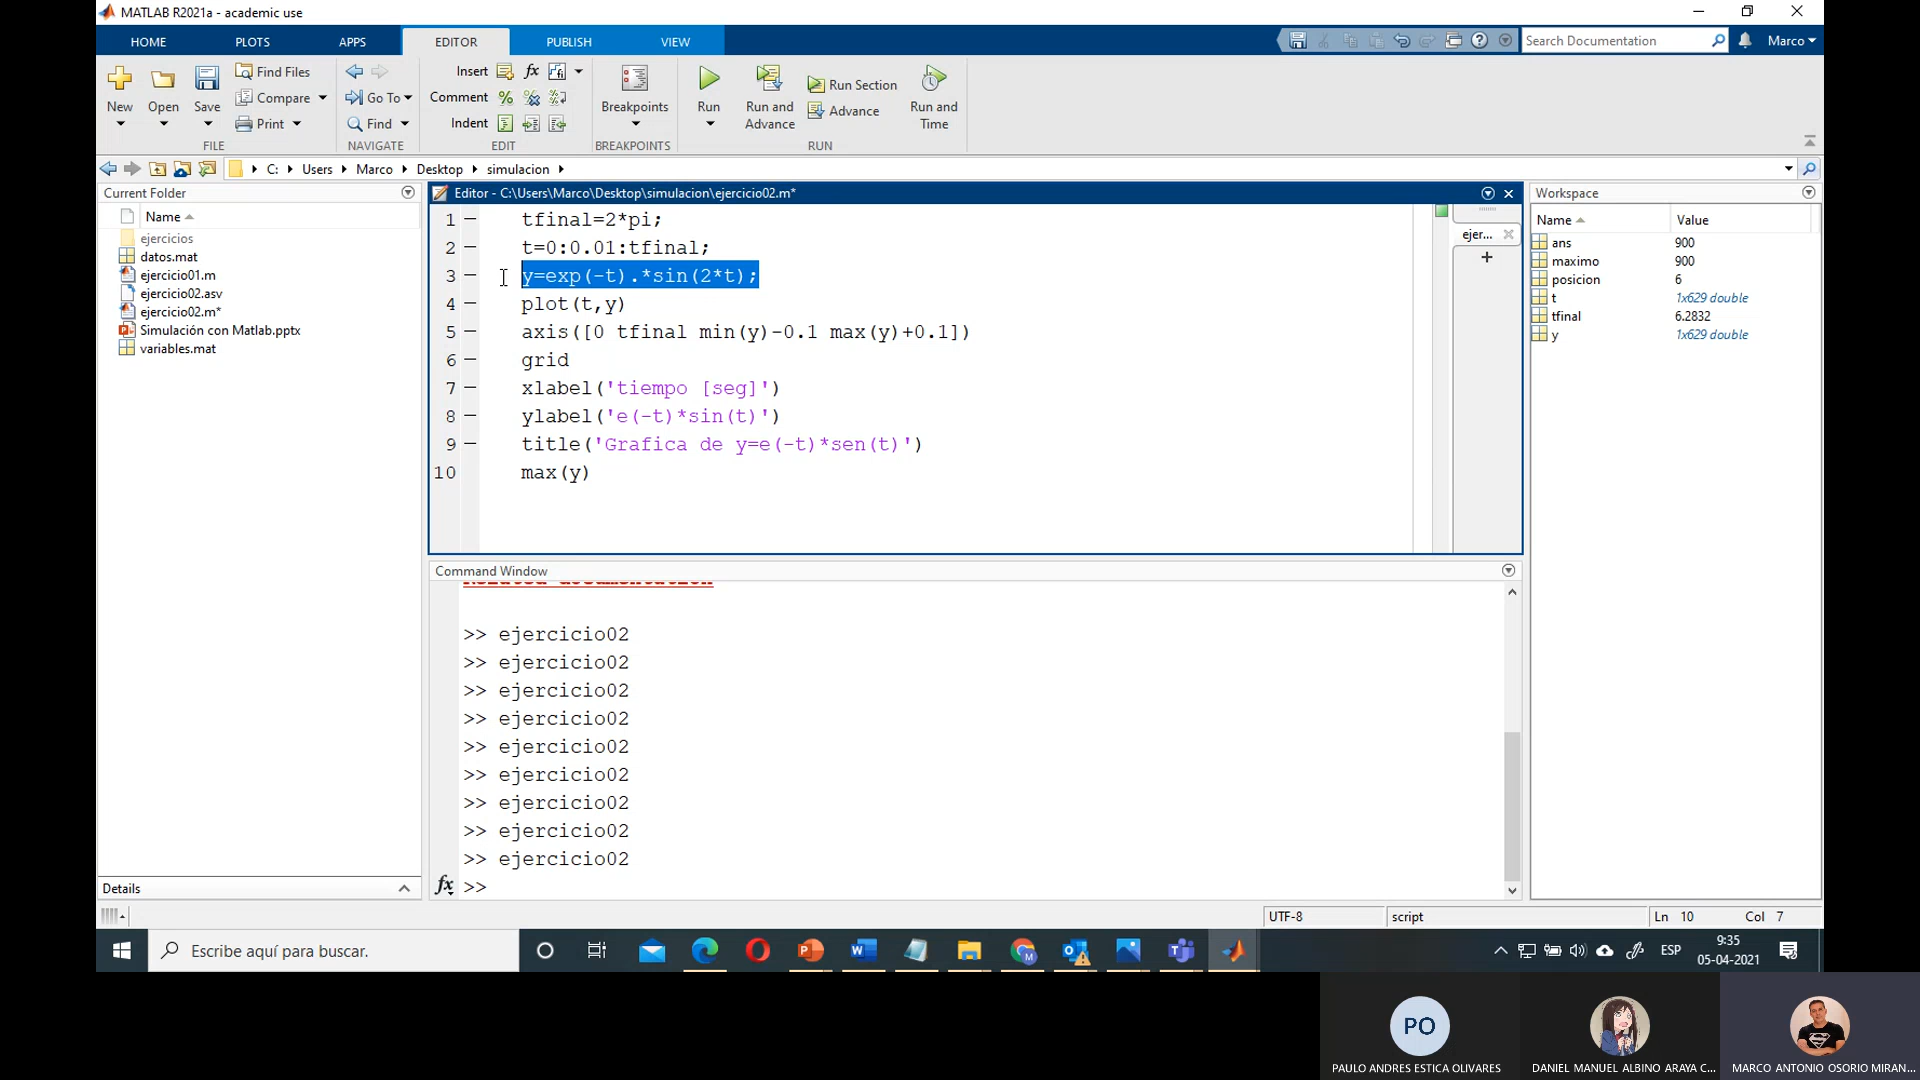 MATLAB R2021a - academic use
HOME PLOTS APPS EDITOR PUBLISH VIEW
Search Documentation Marco
New Open Save
Find Files
Compare
Print
Go To
Find
Insert
Comment
Indent
Breakpoints
Run
Run and Advance
Run Section
Advance
Run and Time
FILE NAVIGATE EDIT BREAKPOINTS RUN
C: Users Marco Desktop simulacion
Current Folder
Name
ejercicios
datos.mat
ejercicio01.m
ejercicio02.asv
ejercicio02.m*
Simulación con Matlab.pptx
variables.mat
Details
Editor - C:\Users\Marco\Desktop\simulacion\ejercicio02.m*
ejer...
1 tfinal=2*pi;
2 t=0:0.01:tfinal;
3 y=exp(-t).*sin(2*t);
4 plot(t,y)
5 axis([0 tfinal min(y)-0.1 max(y)+0.1])
6 grid
7 xlabel('tiempo [seg]')
8 ylabel('e(-t)*sin(t)')
9 title('Grafica de y=e(-t)*sen(t)')
10 max(y)
Command Window
>> ejercicio02
>> ejercicio02
>> ejercicio02
>> ejercicio02
>> ejercicio02
>> ejercicio02
>> ejercicio02
>> ejercicio02
>> ejercicio02
fx >>
Workspace
Name Value
ans 900
maximo 900
posicion 6
t 1x629 double
tfinal 6.2832
y 1x629 double
UTF-8 script Ln 10 Col 7
Escribe aquí para buscar.
ESP
9:35
05-04-2021
PO
PAULO ANDRES ESTICA OLIVARES
DANIEL MANUEL ALBINO ARAYA C...
MARCO ANTONIO OSORIO MIRAN...